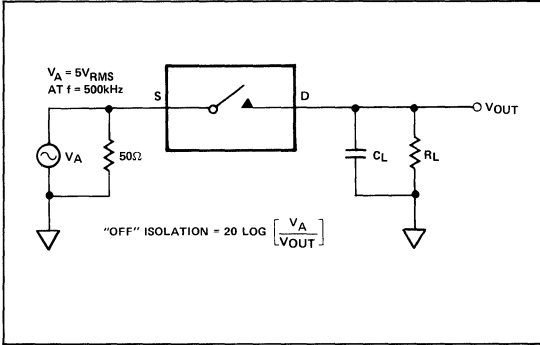 V_A = 5V_RMS
AT f = 500kHz
S
D
V_OUT
V_A
50Ω
C_L
R_L
"OFF" ISOLATION = 20 LOG [V_A / V_OUT]